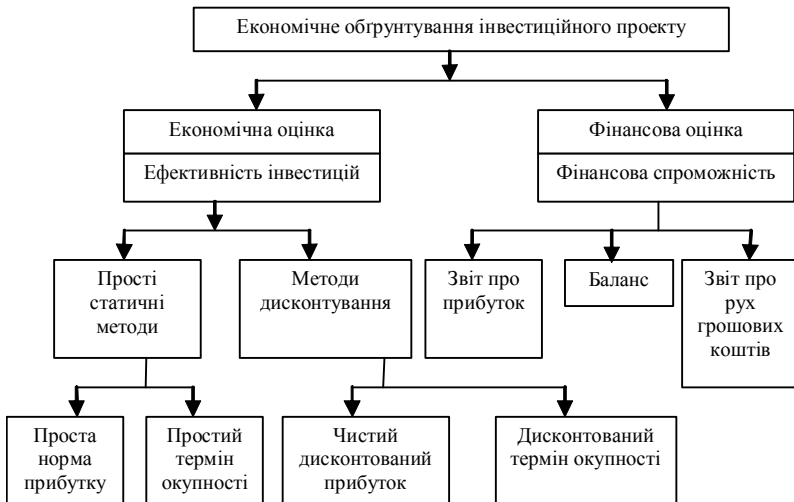 Економічне обґрунтування інвестиційного проекту
Економічна оцінка
Ефективність інвестицій
Фінансова оцінка
Фінансова спроможність
Прості
статичні
методи
Методи
дисконтування
Звіт про
прибуток
Баланс
Звіт про
рух
грошових
коштів
Проста
норма
прибутку
Простий
термін
окупності
Чистий
дисконтований
прибуток
Дисконтований
термін окупності